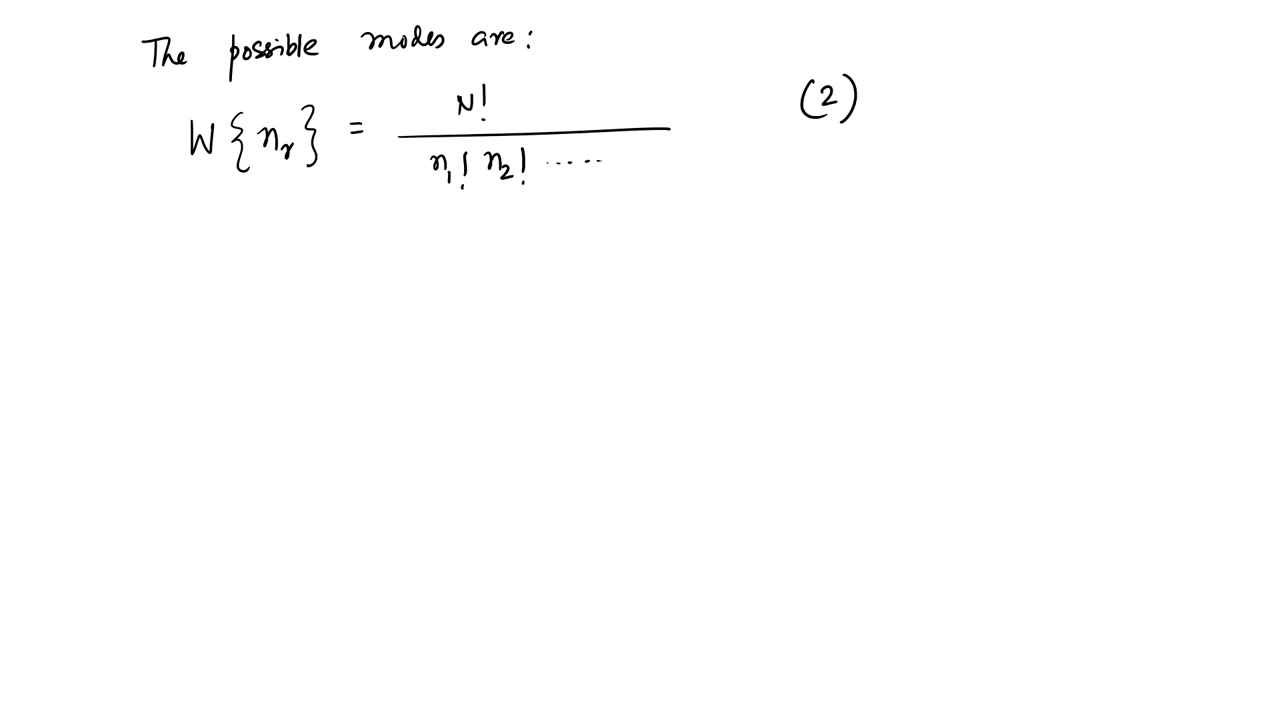 The possible modes are:
W{n_r} = N! / n_1! n_2! ..... (2)